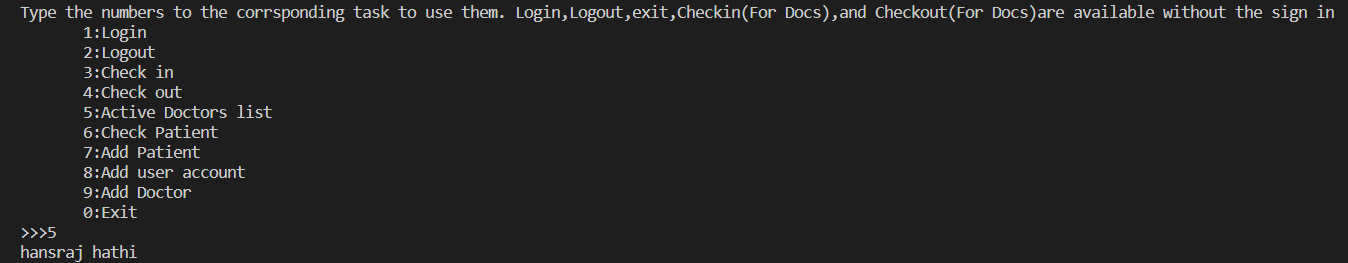 Type the numbers to the corrsponding task to use them. Login,Logout,exit,Checkin(For Docs),and Checkout(For Docs)are available without the sign in
1:Login
2:Logout
3:Check in
4:Check out
5:Active Doctors list
6:Check Patient
7:Add Patient
8:Add user account
9:Add Doctor
0:Exit
>>>5
hansraj hathi